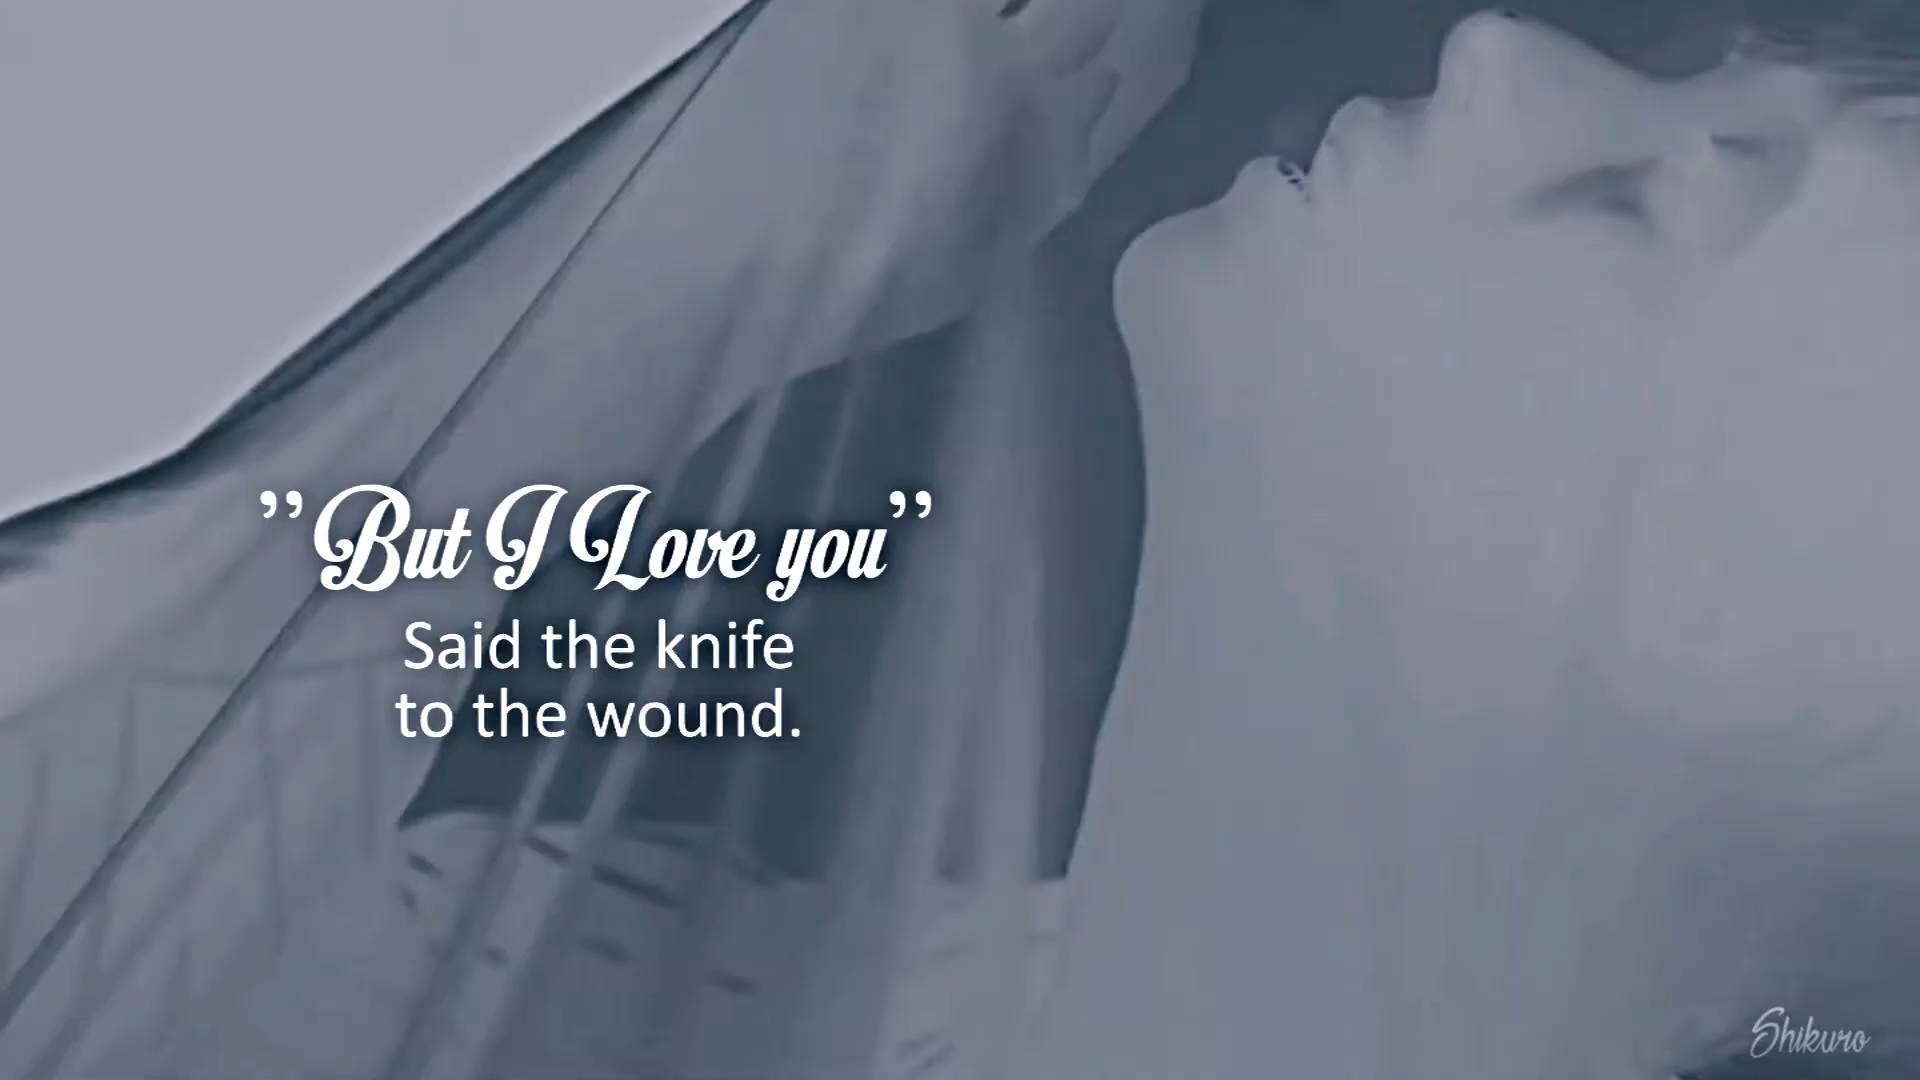 ”But I Love you”
Said the knife
to the wound.
Shikuro